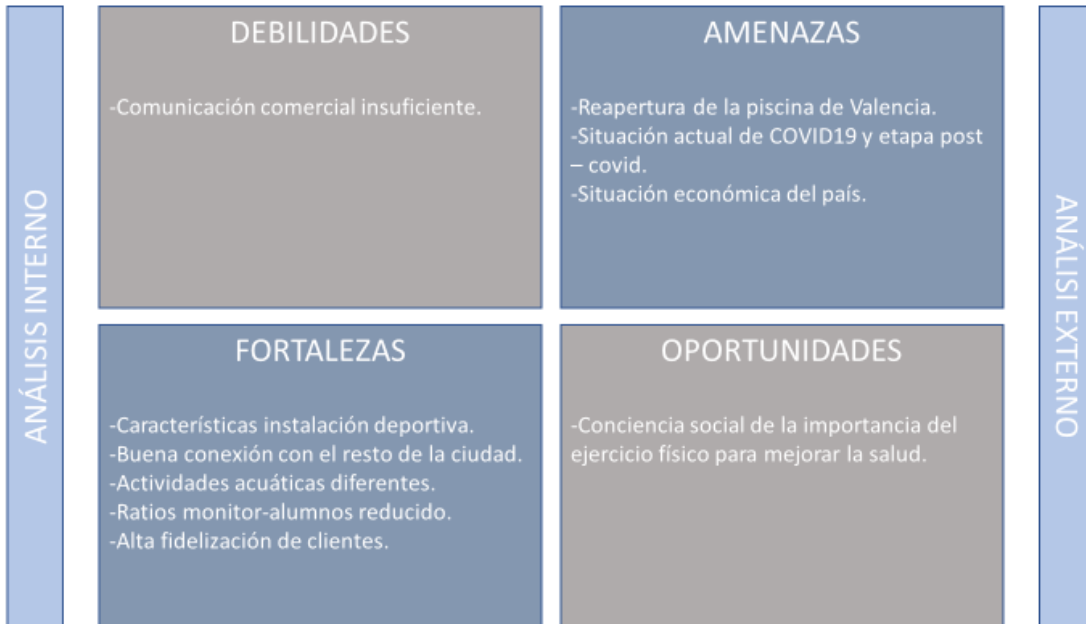 ANÁLISIS INTERNO
DEBILIDADES
-Comunicación comercial insuficiente.
AMENAZAS
-Reapertura de la piscina de Valencia.
-Situación actual de COVID19 y etapa post
– covid.
-Situación económica del país.
FORTALEZAS
-Características instalación deportiva.
-Buena conexión con el resto de la ciudad.
-Actividades acuáticas diferentes.
-Ratios monitor-alumnos reducido.
-Alta fidelización de clientes.
OPORTUNIDADES
-Conciencia social de la importancia del
ejercicio físico para mejorar la salud.
ANÁLISI EXTERNO